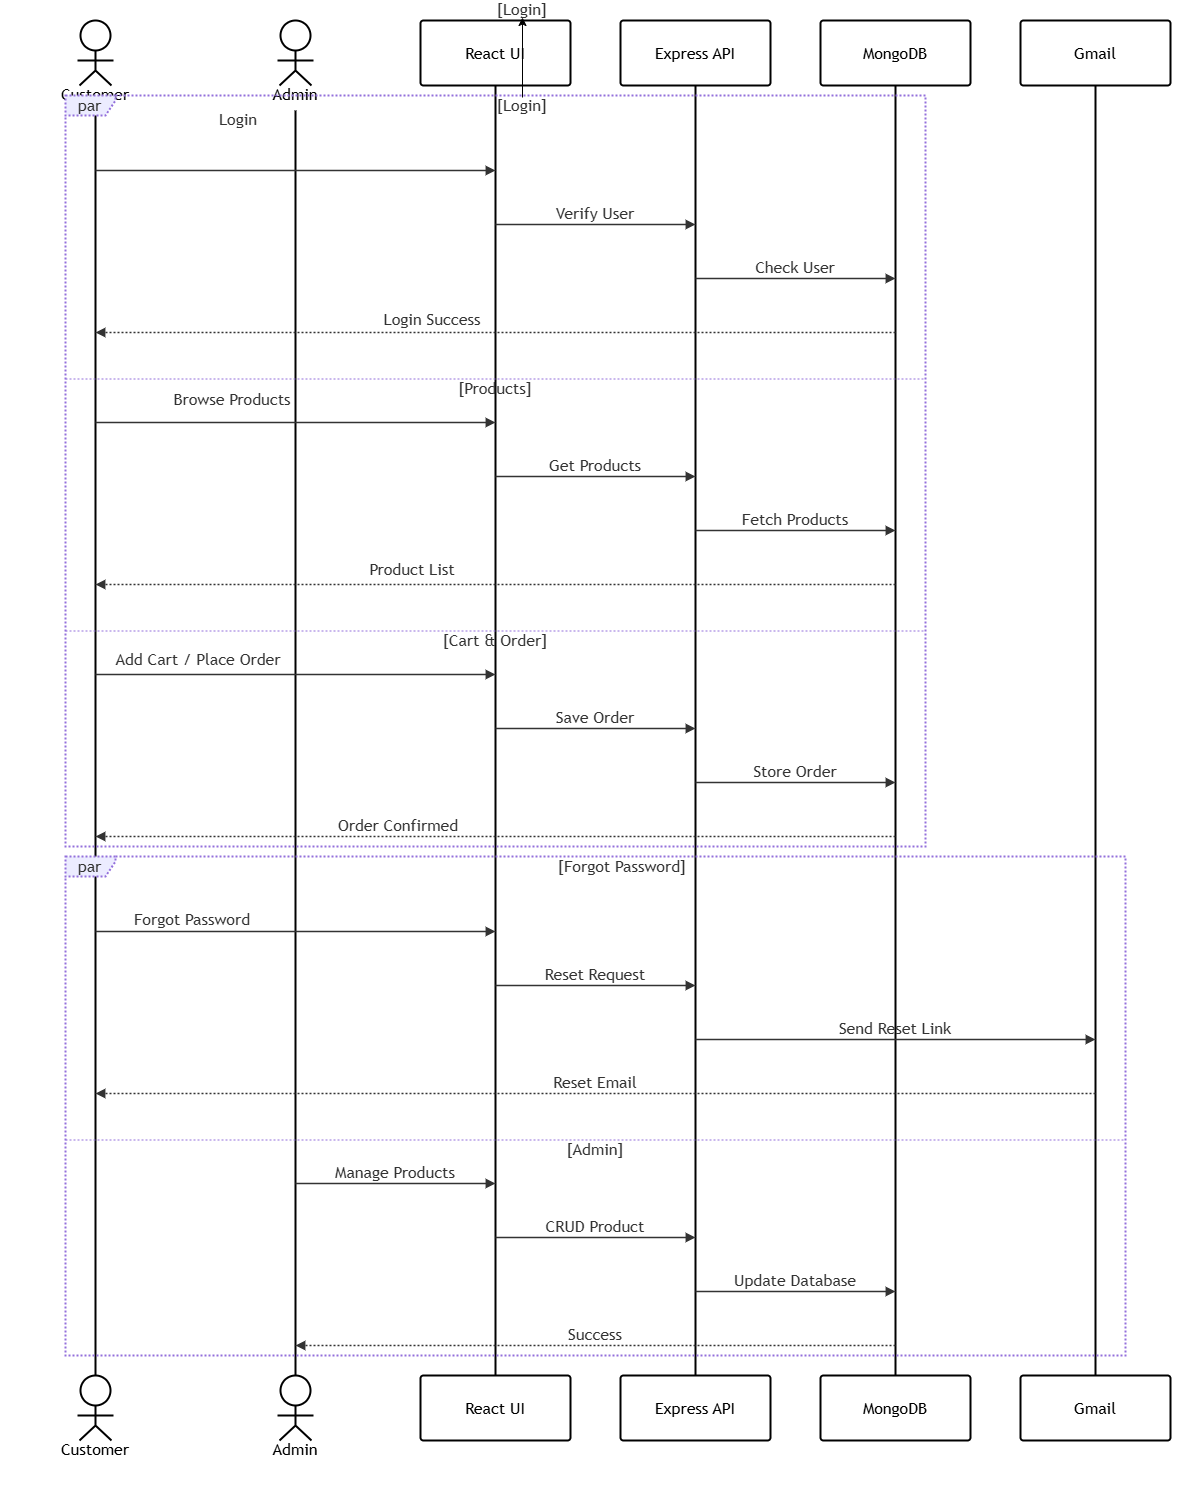 [Login]
React UI
Express API
MongoDB
Gmail
Customer
Admin
par
[Login]
Login
Verify User
Check User
Login Success
[Products]
Browse Products
Get Products
Fetch Products
Product List
[Cart & Order]
Add Cart / Place Order
Save Order
Store Order
Order Confirmed
par
[Forgot Password]
Forgot Password
Reset Request
Send Reset Link
Reset Email
[Admin]
Manage Products
CRUD Product
Update Database
Success
React UI
Express API
MongoDB
Gmail
Customer
Admin